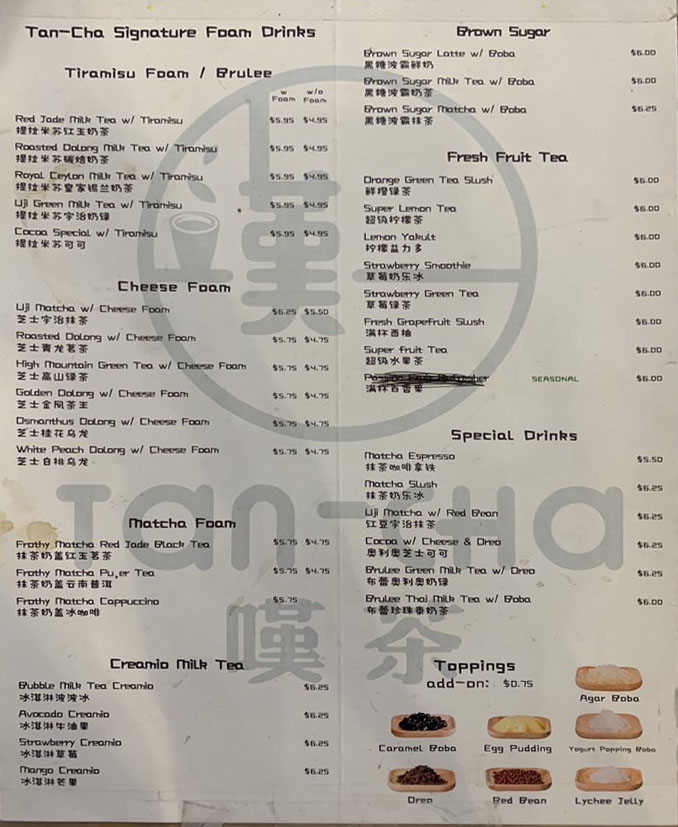 Tan-Cha Signature Foam Drinks
Tiramisu Foam / Brulee
w Foam w/o Foam
Red Jade Milk Tea w/ Tiramisu $5.95 $4.95
提拉米苏红玉奶茶
Roasted Oolong Milk Tea w/ Tiramisu $5.95 $4.95
提拉米苏碳焙奶茶
Royal Ceylon Milk Tea w/ Tiramisu $5.95 $4.95
提拉米苏皇家锡兰奶茶
Uji Green Milk Tea w/ Tiramisu $5.95 $4.95
提拉米苏宇治奶绿
Cocoa Special w/ Tiramisu $5.95 $4.95
提拉米苏可可
Cheese Foam
Uji Matcha w/ Cheese Foam $6.25 $5.50
芝士宇治抹茶
Roasted Oolong w/ Cheese Foam $5.75 $4.75
芝士青龙茗茶
High Mountain Green Tea w/ Cheese Foam $5.75 $4.75
芝士高山绿茶
Golden Oolong w/ Cheese Foam $5.75 $4.75
芝士金凤茶王
Osmanthus Oolong w/ Cheese Foam $5.75 $4.75
芝士桂花乌龙
White Peach Oolong w/ Cheese Foam $5.75 $4.75
芝士白桃乌龙
Matcha Foam
Frothy Matcha Red Jade Black Tea $5.75 $4.75
抹茶奶盖红玉茗茶
Frothy Matcha Pu,er Tea $5.75 $4.75
抹茶奶盖云南普洱
Frothy Matcha Cappuccino $5.75
抹茶奶盖冰咖啡
Creamio Milk Tea
Bubble Milk Tea Creamio $6.25
冰淇淋波波冰
Avocado Creamio $6.25
冰淇淋牛油果
Strawberry Creamio $6.25
冰淇淋草莓
Mango Creamio $6.25
冰淇淋芒果
Brown Sugar
Brown Sugar Latte w/ Boba $6.00
黑糖波霸鲜奶
Brown Sugar Milk Tea w/ Boba $6.00
黑糖波霸奶茶
Brown Sugar Matcha w/ Boba $6.25
黑糖波霸抹茶
Fresh Fruit Tea
Orange Green Tea Slush $6.00
鲜橙绿茶
Super Lemon Tea $6.00
超级柠檬茶
Lemon Yakult $6.00
柠檬益力多
Strawberry Smoothie $6.00
草莓奶乐冰
Strawberry Green Tea $6.00
草莓绿茶
Fresh Grapefruit Slush $6.00
满杯西柚
Super fruit Tea $6.00
超级水果茶
SEASONAL $6.00
满杯百香果
Special Drinks
Matcha Espresso $5.50
抹茶咖啡拿铁
Matcha Slush $6.25
抹茶奶乐冰
Uji Matcha w/ Red Bean $6.25
红豆宇治抹茶
Cocoa w/ Cheese & Oreo $6.25
奥利奥芝士可可
Brulee Green Milk Tea w/ Oreo $6.25
布蕾奥利奥奶绿
Brulee Thai Milk Tea w/ Boba $6.00
布蕾珍珠泰奶茶
Toppings
add-on: $0.75
Agar Boba
Caramel Boba Egg Pudding Yogurt Popping Boba
Oreo Red Bean Lychee Jelly
漢
Tan-CHa
嘆茶